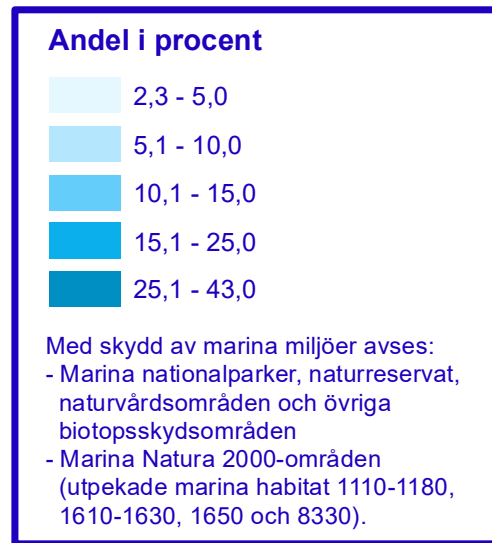 Andel i procent
2,3 - 5,0
5,1 - 10,0
10,1 - 15,0
15,1 - 25,0
25,1 - 43,0
Med skydd av marina miljöer avses:
- Marina nationalparker, naturreservat,
naturvårdsområden och övriga
biotopsskydsområden
- Marina Natura 2000-områden
(utpekade marina habitat 1110-1180,
1610-1630, 1650 och 8330).